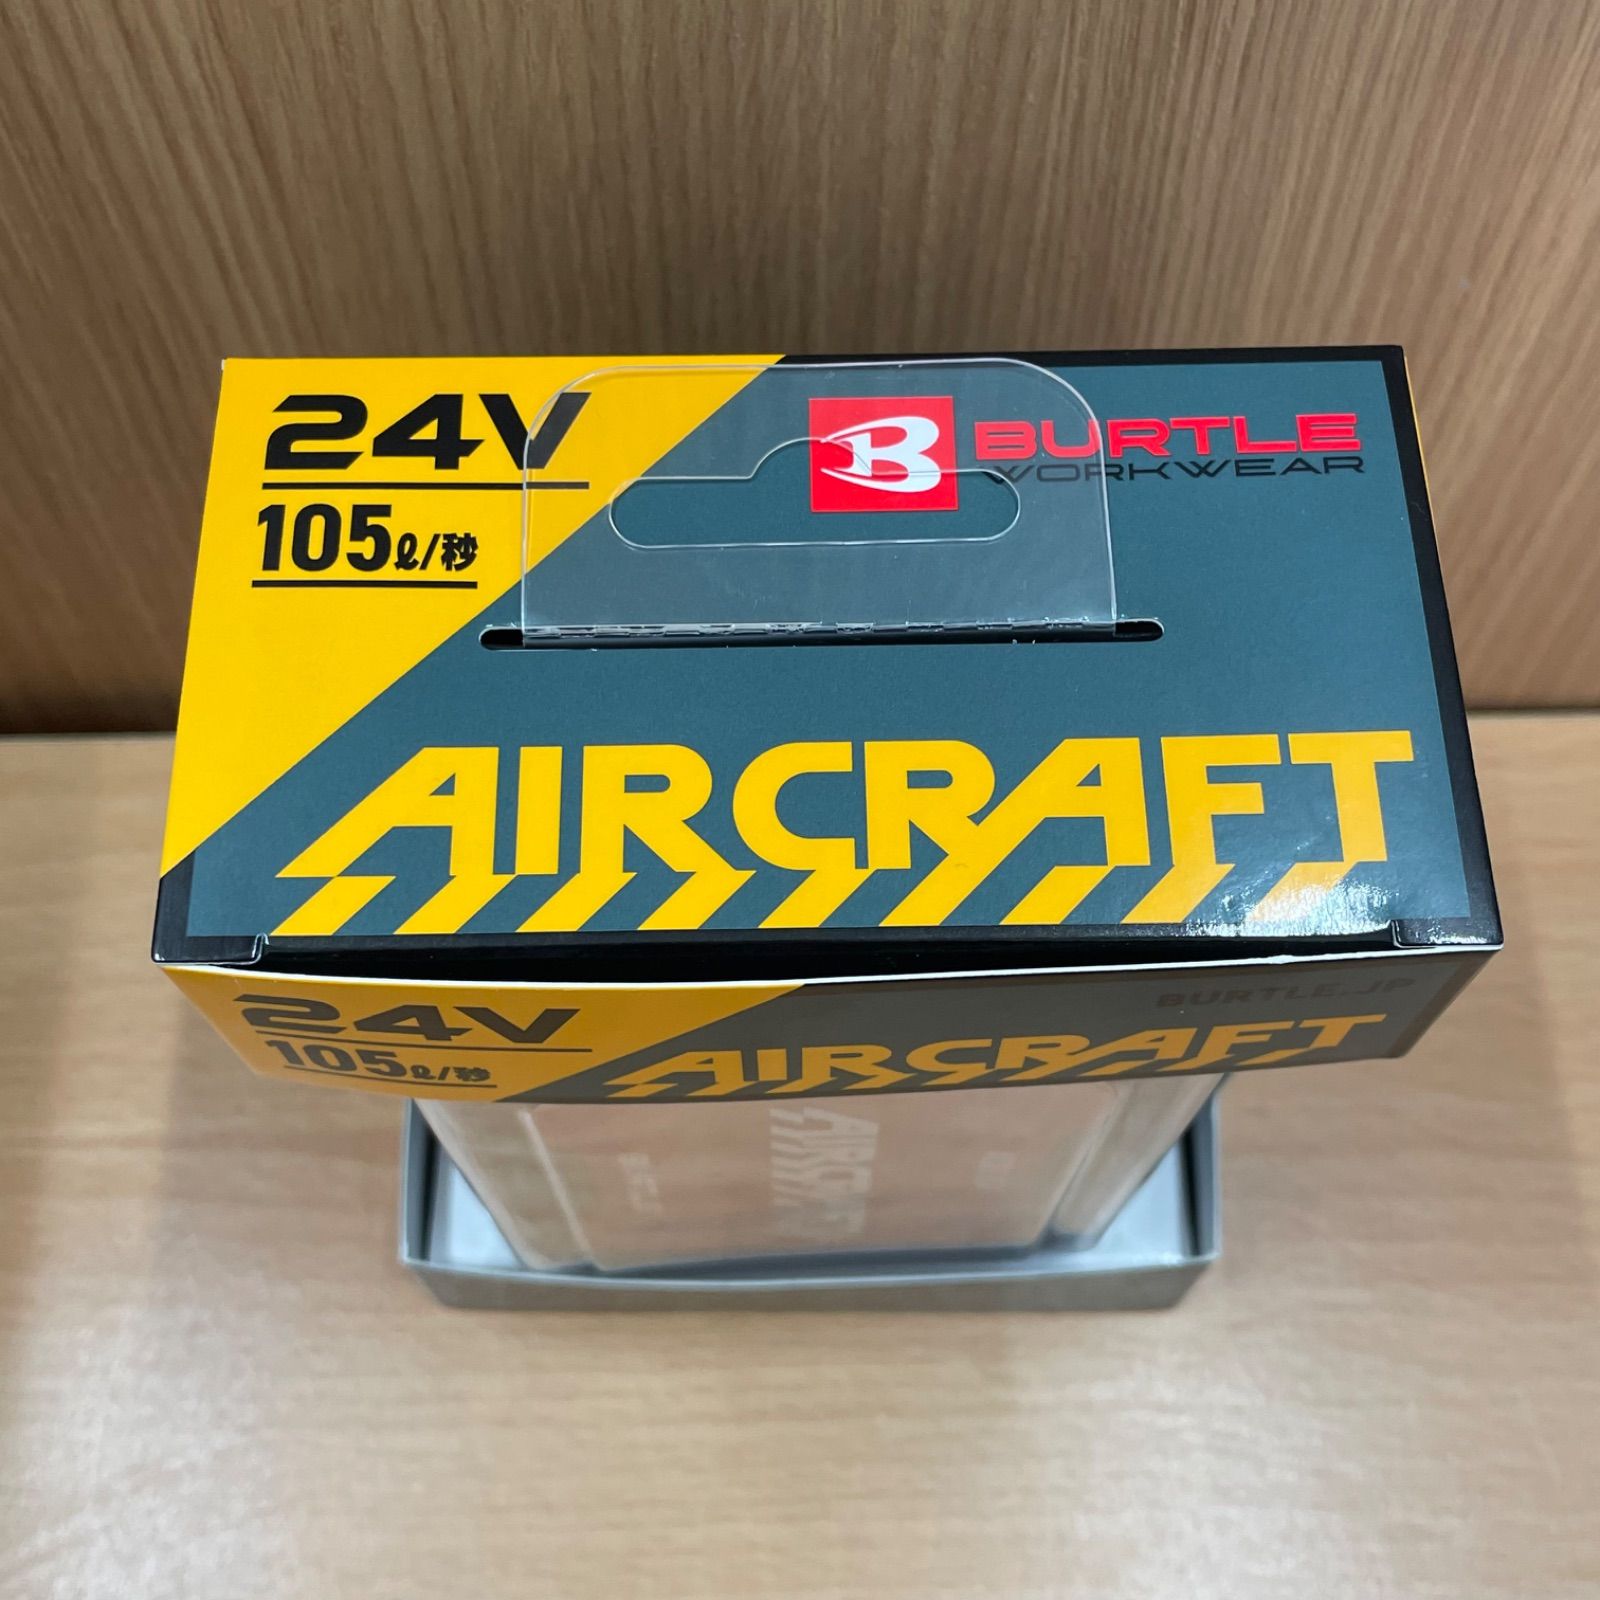 24V
105ℓ/秒
B BURTLE
WORKWEAR
AIRCRAFT
24V
105ℓ/秒
BURTLE.JP
AIRCRAFT
AIRCRAFT